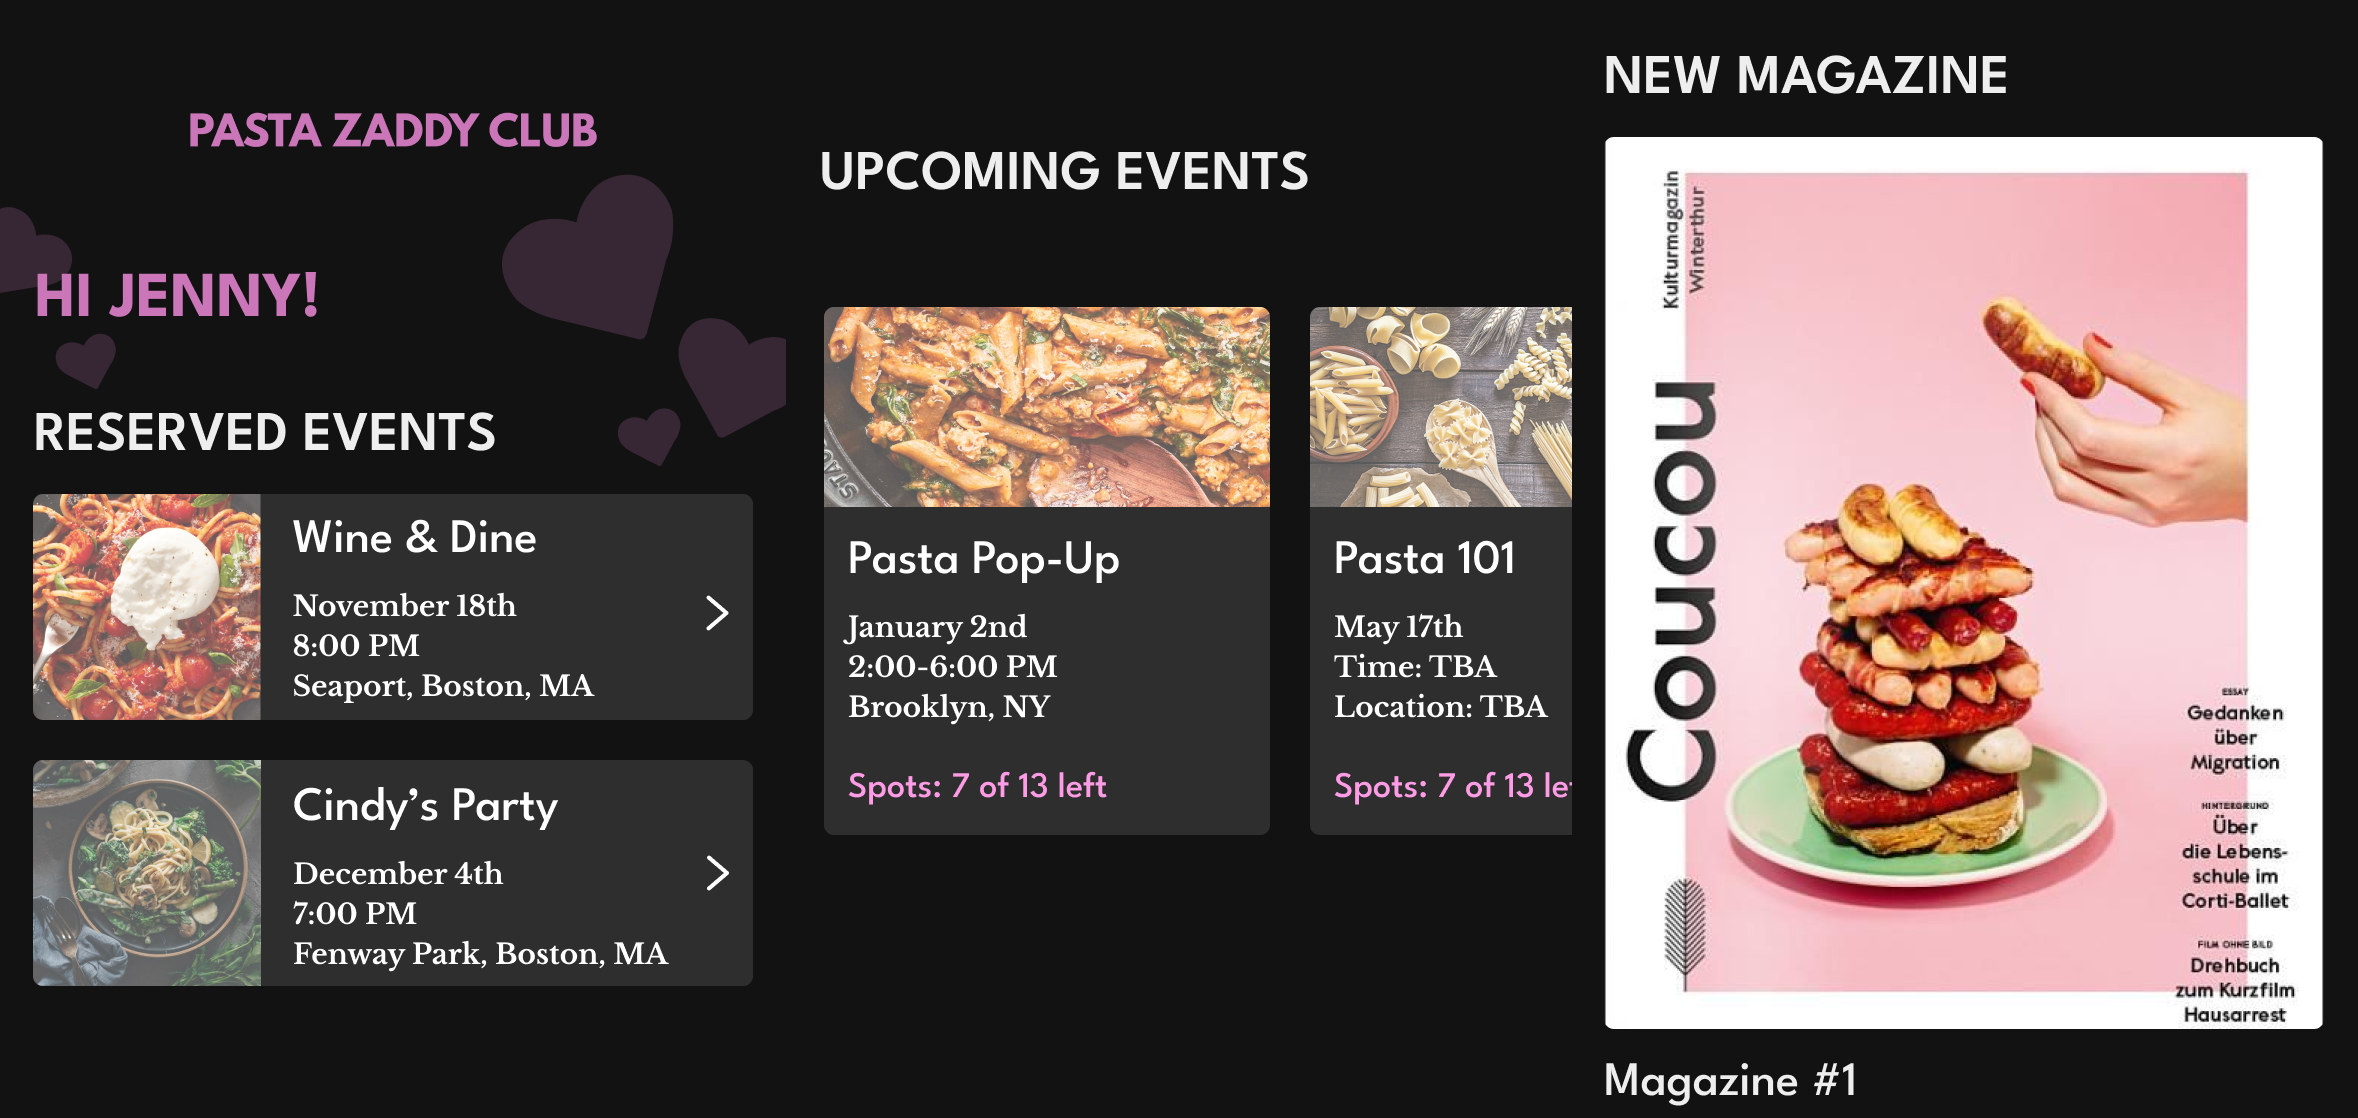 PASTA ZADDY CLUB
HI JENNY!
RESERVED EVENTS
Wine & Dine
November 18th
8:00 PM
Seaport, Boston, MA
Cindy’s Party
December 4th
7:00 PM
Fenway Park, Boston, MA
UPCOMING EVENTS
STAU
Pasta Pop-Up
January 2nd
2:00-6:00 PM
Brooklyn, NY
Spots: 7 of 13 left
Pasta 101
May 17th
Time: TBA
Location: TBA
Spots: 7 of 13 le
NEW MAGAZINE
Kulturmagazin
Winterthur
Coucou
ESSAY
Gedanken
über
Migration
HINTERGRUND
Über
die Lebens-
schule im
Corti-Ballet
FILM OHNE BILD
Drehbuch
zum Kurzfilm
Hausarrest
Magazine #1